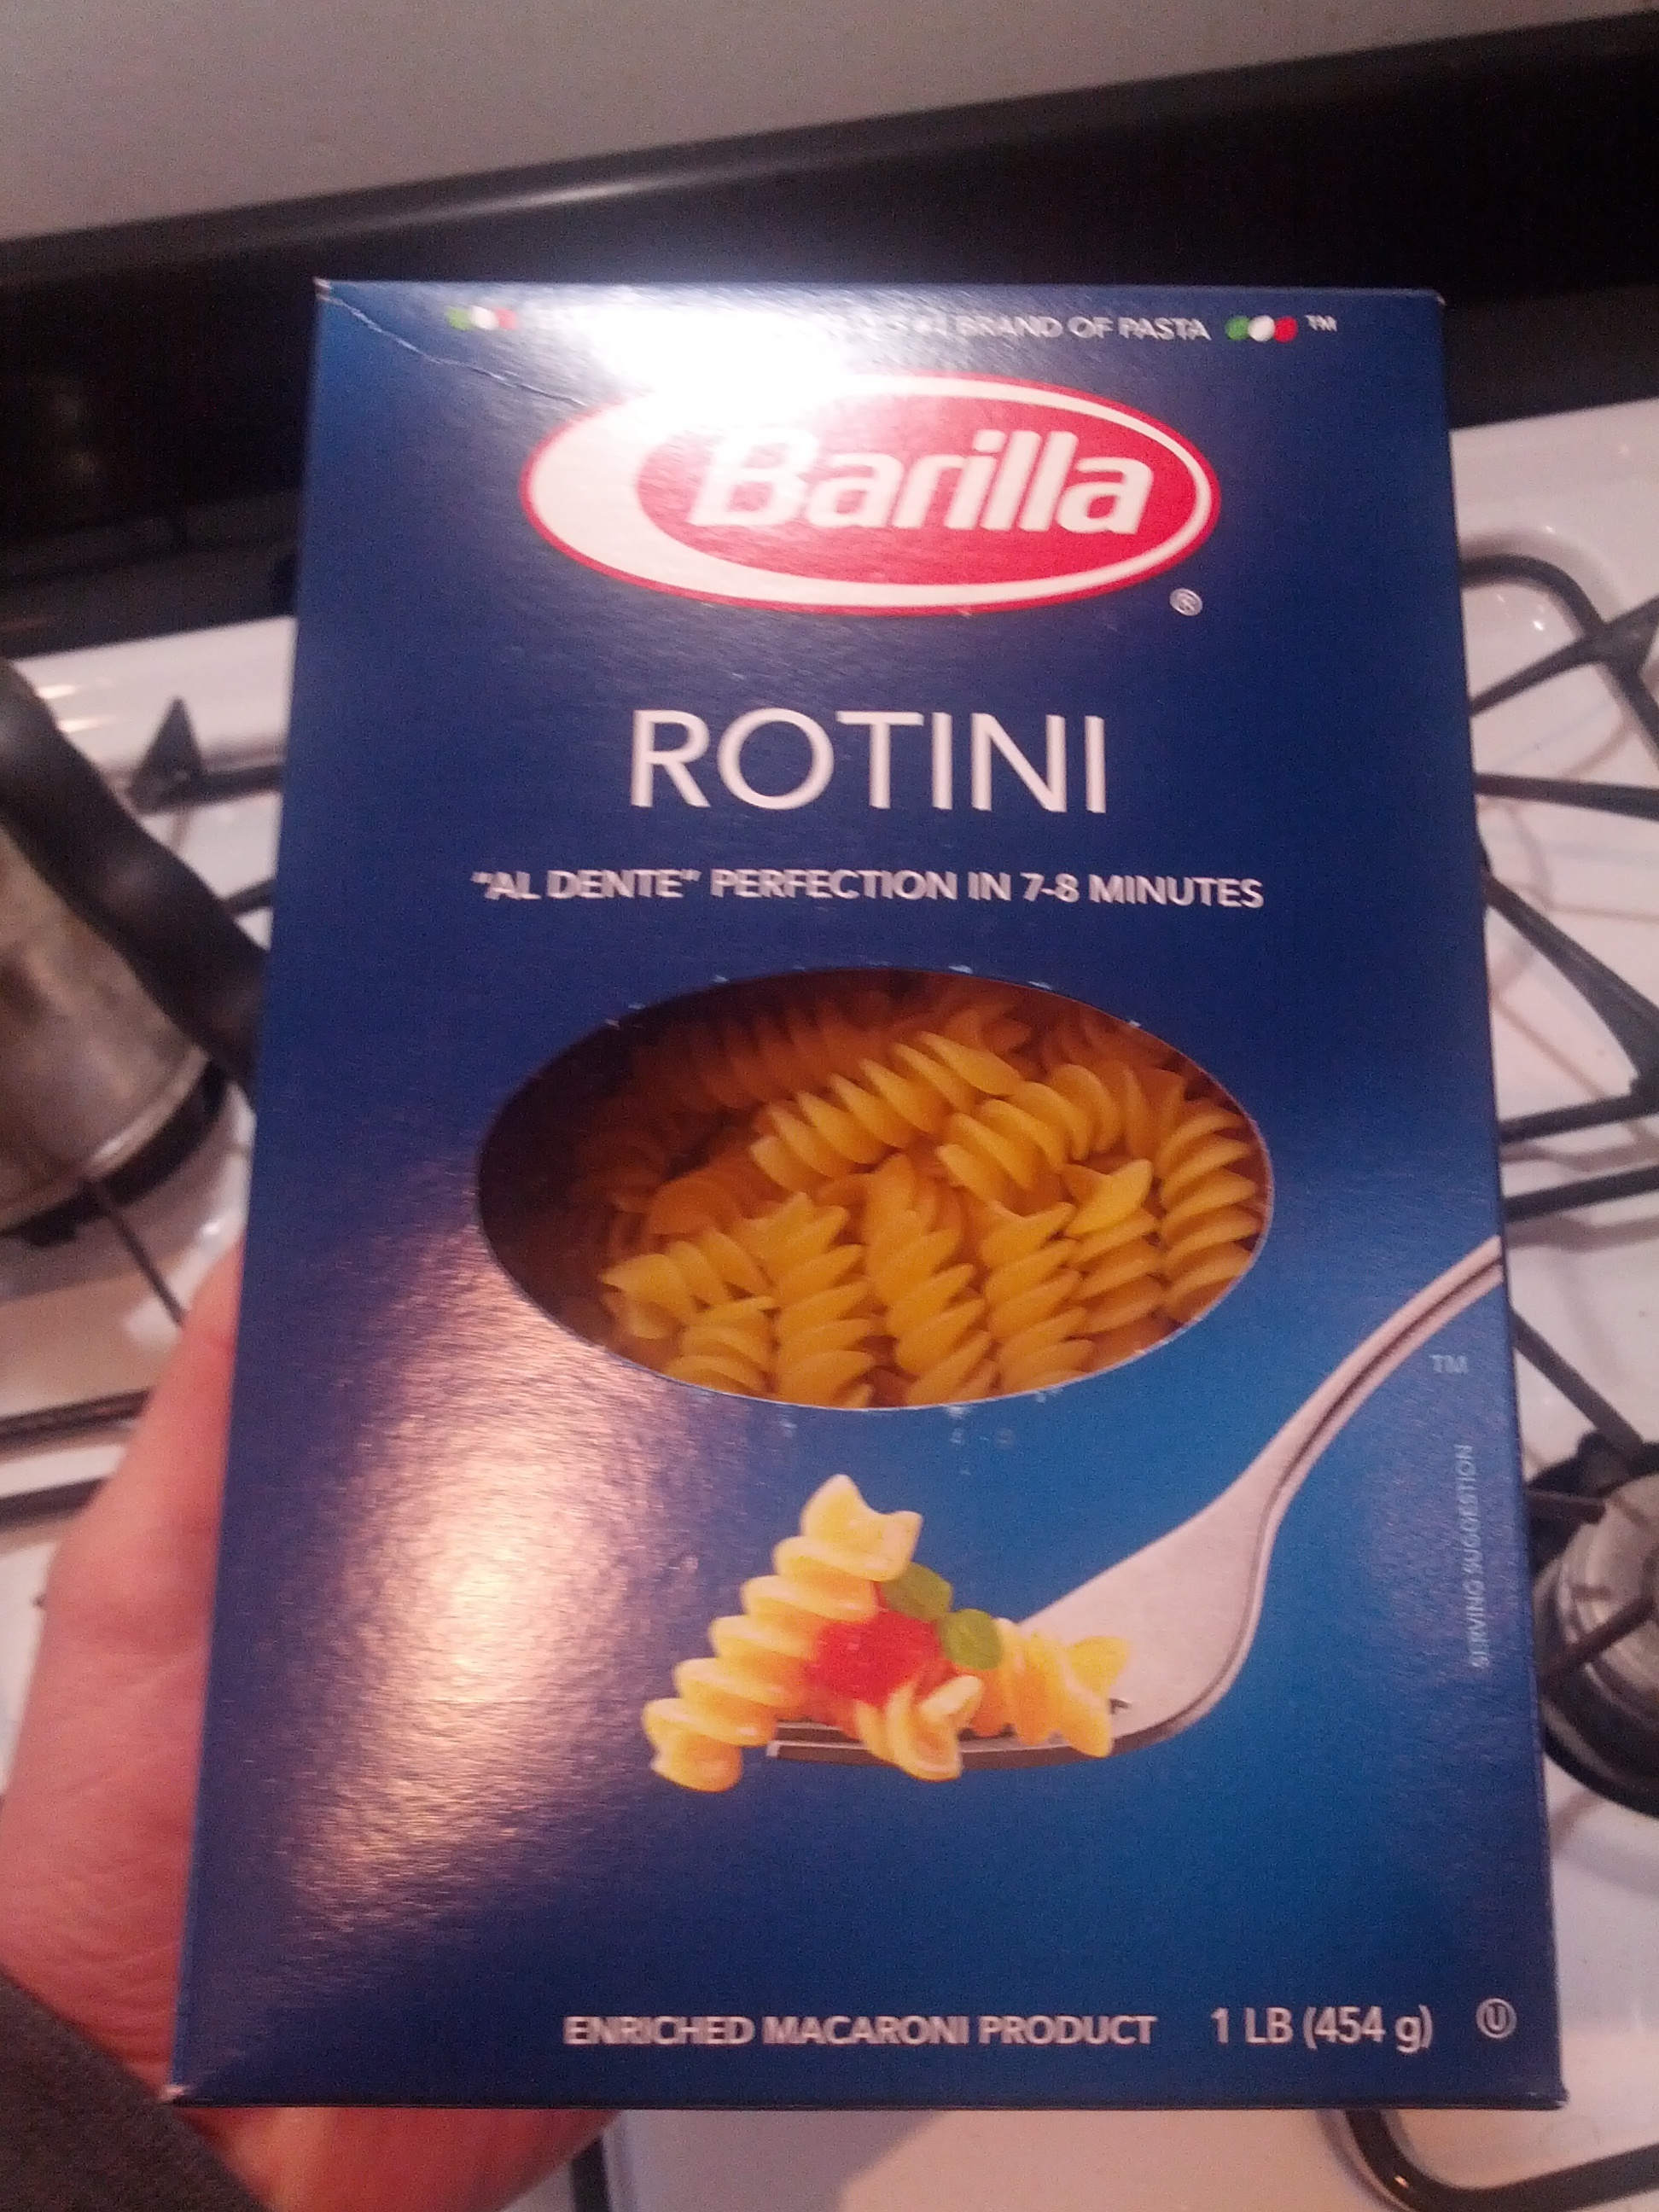 #1 BRAND OF PASTA TM
Barilla
®
ROTINI
"AL DENTE" PERFECTION IN 7-8 MINUTES
TM
SERVING SUGGESTION
ENRICHED MACARONI PRODUCT 1 LB (454 g) U